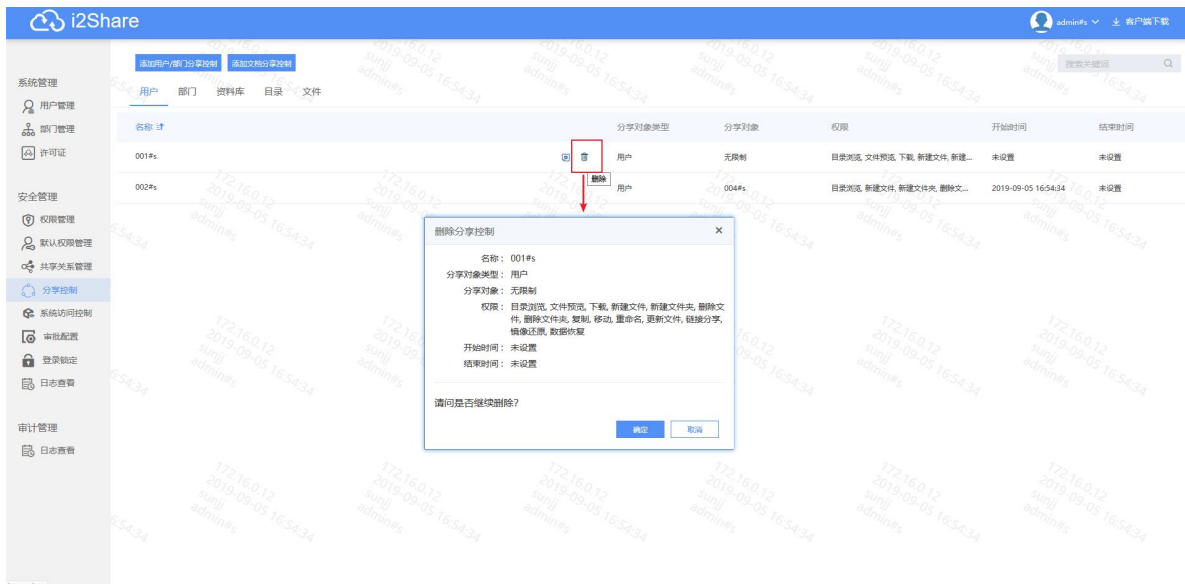 i2Share
admin#s
客户端下载
系统管理
用户管理
部门管理
许可证
安全管理
权限管理
默认权限管理
共享关系管理
分享控制
系统访问控制
审批配置
登录锁定
日志查看
审计管理
日志查看
添加用户/部门分享控制 添加文档分享控制
搜索关键词
用户 部门 资料库 目录 文件
名称 分享对象类型 分享对象 权限 开始时间 结束时间
001#s 用户 无限制 目录浏览, 文件预览, 下载, 新建文件, 新建... 未设置 未设置
删除
002#s 用户 004#s 目录浏览, 新建文件, 新建文件夹, 删除文... 2019-09-05 16:54:34 未设置
删除分享控制
名称： 001#s
分享对象类型： 用户
分享对象： 无限制
权限： 目录浏览, 文件预览, 下载, 新建文件, 新建文件夹, 删除文
件, 删除文件夹, 复制, 移动, 重命名, 更新文件, 链接分享,
镜像还原, 数据恢复
开始时间： 未设置
结束时间： 未设置
请问是否继续删除?
确定 取消
172.16.0.12
2019-09-05 16:54:34
sunjj
admin#s